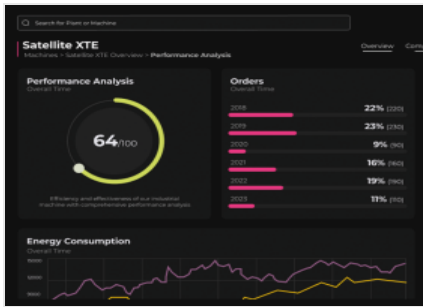 Search for Plant or Machine
Satellite XTE
Overview
Machines > Satellite XTE Overview > Performance Analysis
Performance Analysis
Overall Time
64/100
Efficiency and effectiveness of our industrial
machine with comprehensive performance analysis
Orders
Overall Time
2018 22% (220)
2019 23% (230)
2020 9% (90)
2021 16% (160)
2022 19% (190)
2023 11% (110)
Energy Consumption
Overall Time